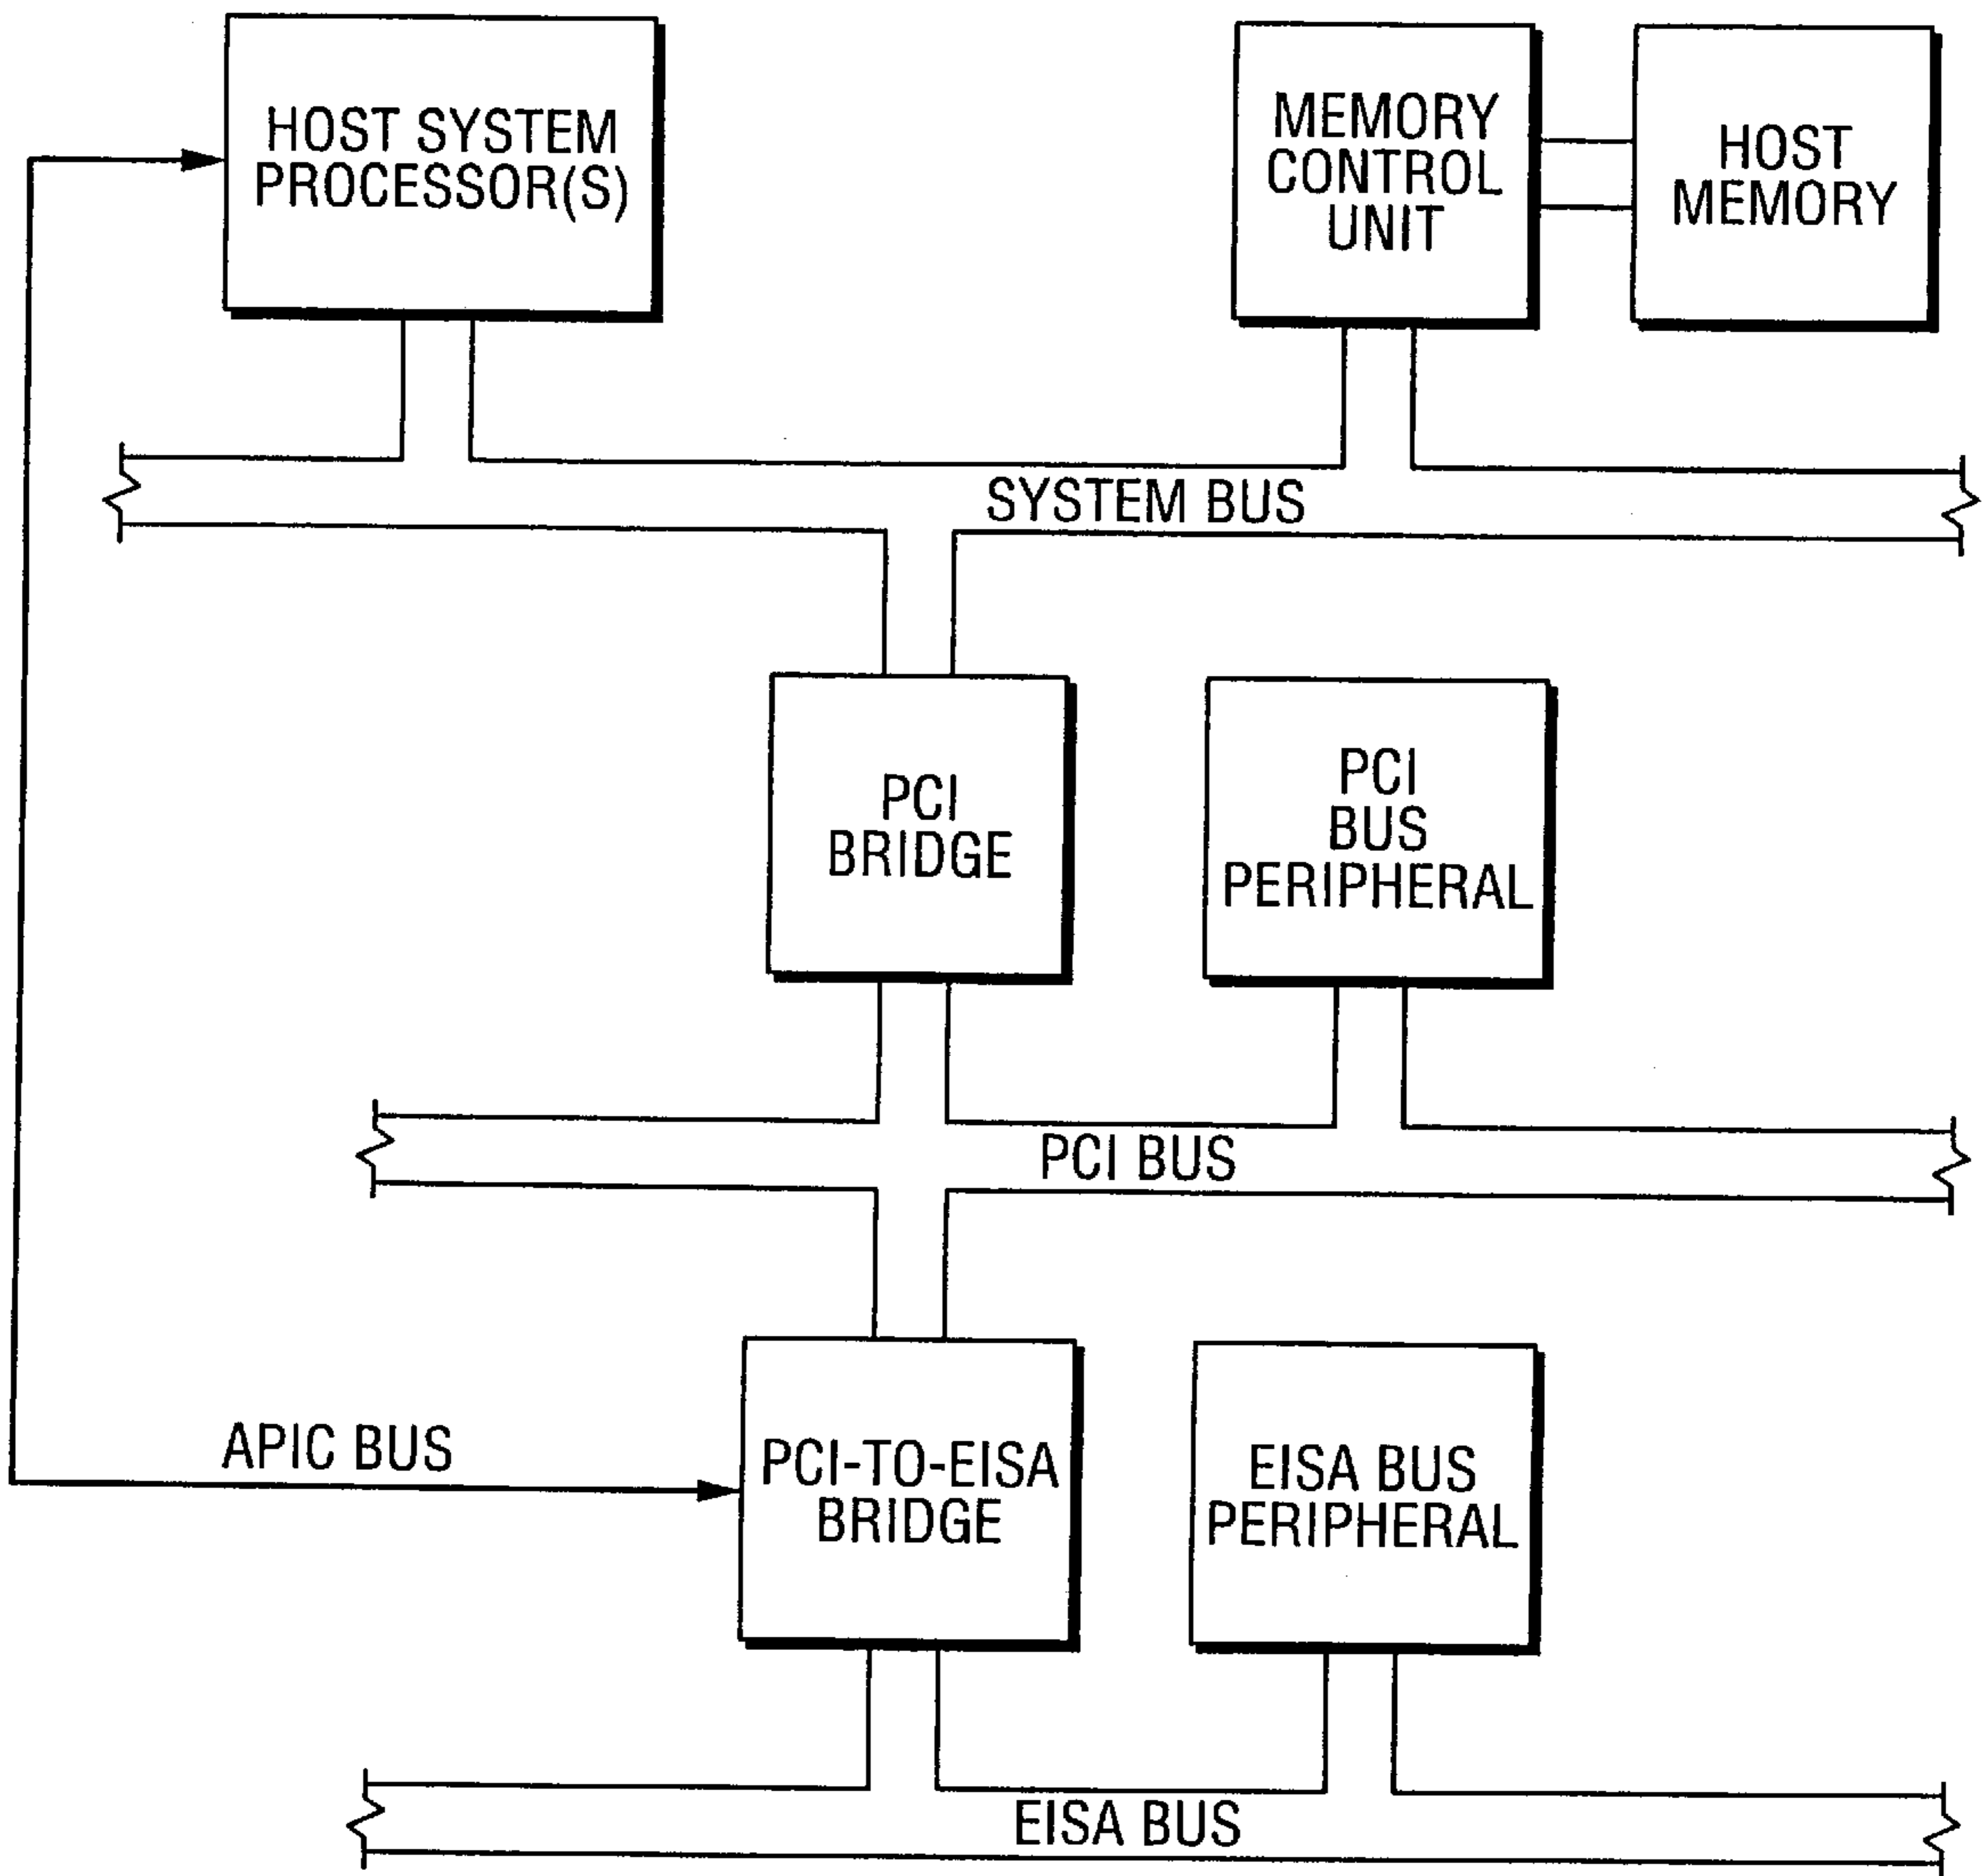 HOST SYSTEM
PROCESSOR(S)
MEMORY
CONTROL
UNIT
HOST
MEMORY
SYSTEM BUS
PCI
BRIDGE
PCI
BUS
PERIPHERAL
PCI BUS
APIC BUS
PCI-TO-EISA
BRIDGE
EISA BUS
PERIPHERAL
EISA BUS